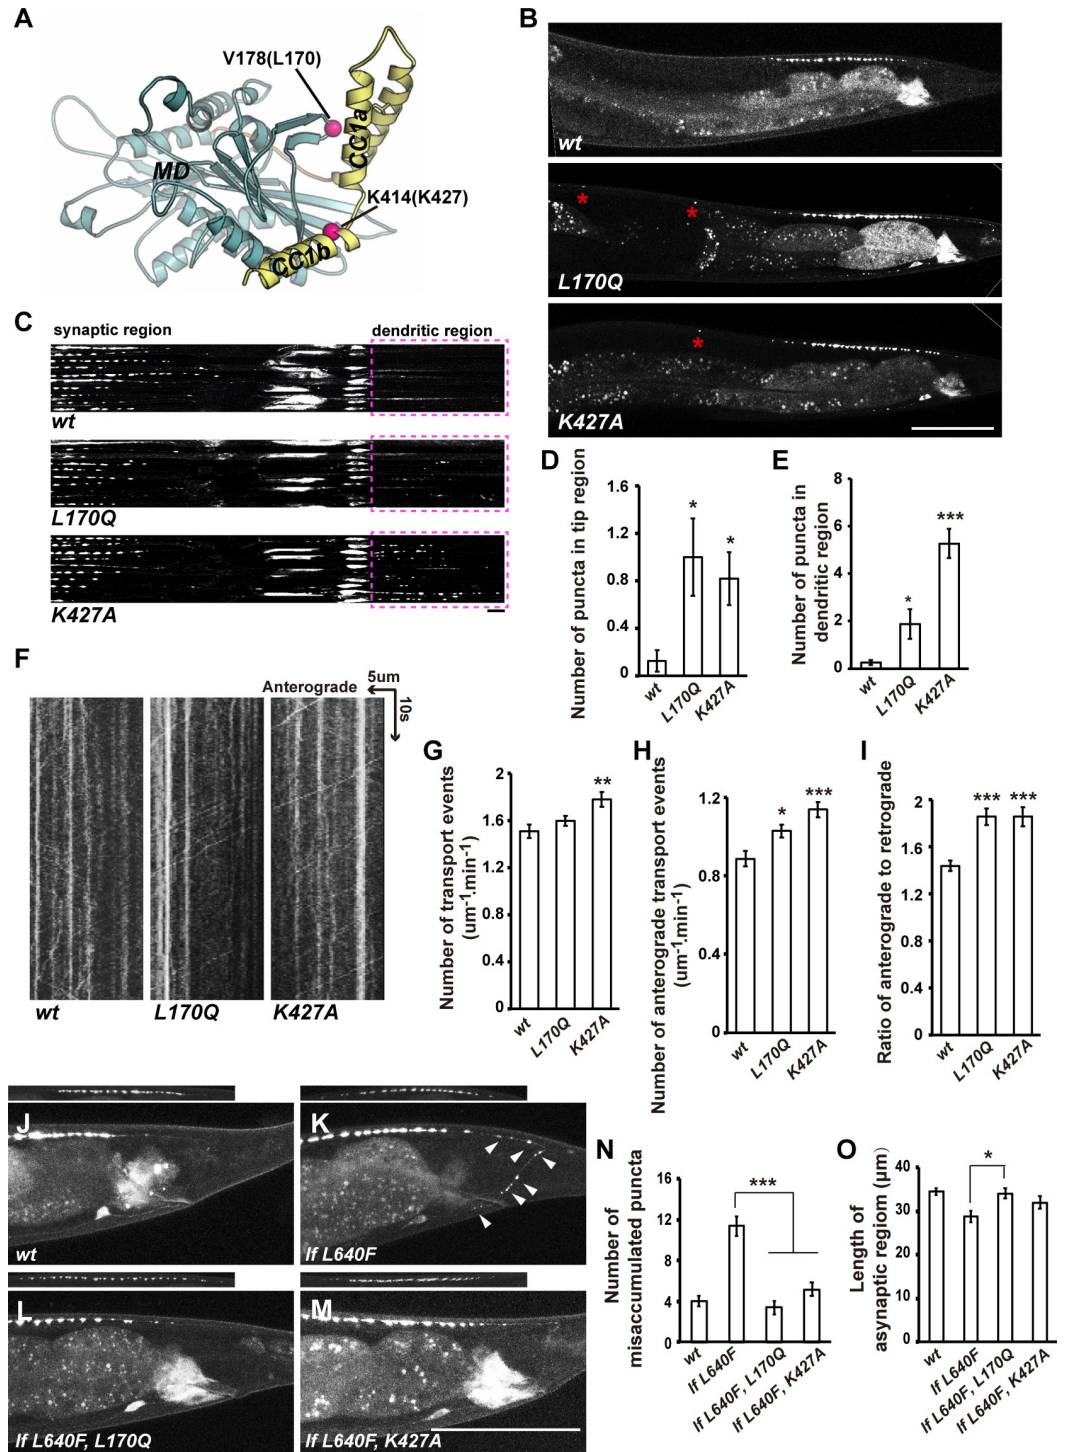 A
V178(L170)
CC1a
MD
K414(K427)
CC1b
B
wt
L170Q
K427A
C
synaptic region
dendritic region
wt
L170Q
K427A
D
Number of puncta in tip region
1.6
1.2
0.8
0.4
0
*
*
wt
L170Q
K427A
E
Number of puncta in
dendritic region
8
6
4
2
0
*
***
wt
L170Q
K427A
F
Anterograde
5um
10s
wt
L170Q
K427A
G
Number of transport events
(um-1.min-1)
2
1.6
1.2
0.8
0.4
0
**
wt
L170Q
K427A
H
Number of anterograde transport events
(um-1.min-1)
1.2
0.8
0.4
0
*
***
wt
L170Q
K427A
I
Ratio of anterograde to retrograde
2
1.6
1.2
0.8
0.4
0
***
***
wt
L170Q
K427A
J
wt
K
lf L640F
L
lf L640F, L170Q
M
lf L640F, K427A
N
Number of
misaccumulated puncta
16
12
8
4
0
***
wt
lf L640F
lf L640F, L170Q
lf L640F, K427A
O
Length of
asynaptic regiom (μm)
40
30
20
10
0
*
wt
lf L640F
lf L640F, L170Q
lf L640F, K427A